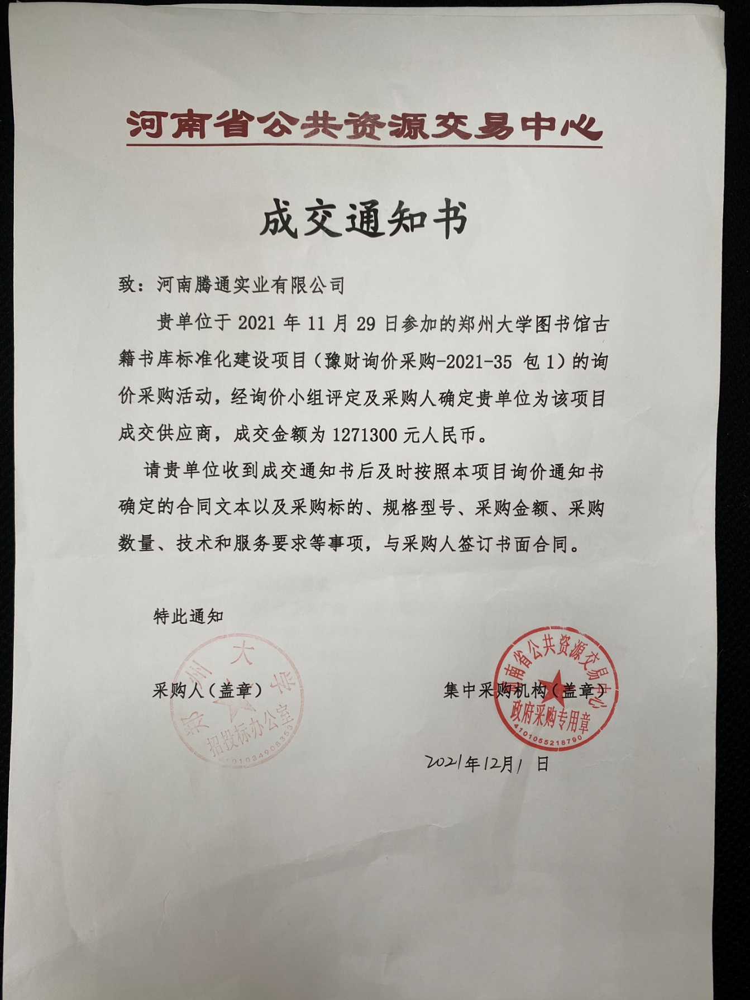 河南省公共资源交易中心
成交通知书
致：河南腾通实业有限公司
贵单位于 2021 年 11 月 29 日参加的郑州大学图书馆古
籍书库标准化建设项目（豫财询价采购-2021-35 包 1）的询
价采购活动，经询价小组评定及采购人确定贵单位为该项目
成交供应商，成交金额为 1271300 元人民币。
请贵单位收到成交通知书后及时按照本项目询价通知书
确定的合同文本以及采购标的、规格型号、采购金额、采购
数量、技术和服务要求等事项，与采购人签订书面合同。
特此通知
采购人（盖章）
郑州大学
招投标办公室
4101034908353
集中采购机构（盖章）
河南省公共资源交易中心
政府采购专用章
4101055218790
2021年12月1日